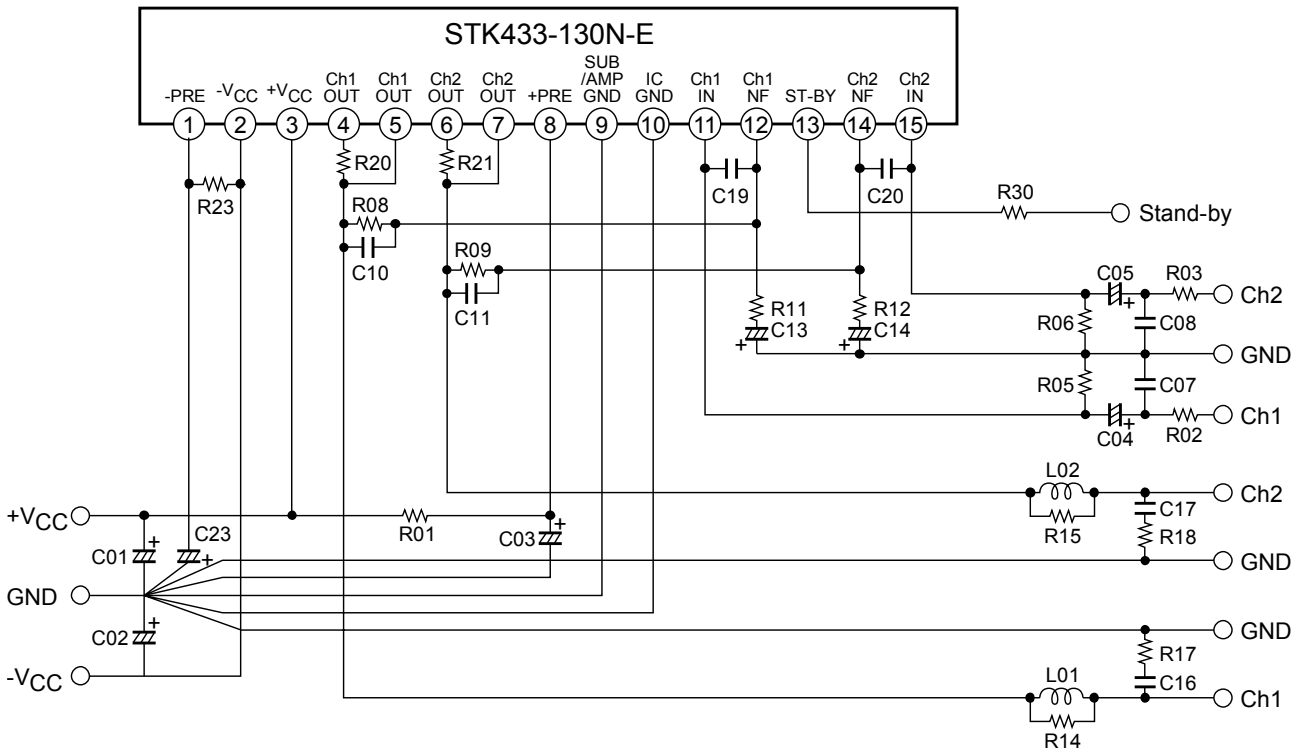 STK433-130N-E
-PRE -VCC +VCC Ch1 OUT Ch1 OUT Ch2 OUT Ch2 OUT +PRE SUB /AMP GND IC GND Ch1 IN Ch1 NF ST-BY Ch2 NF Ch2 IN
1 2 3 4 5 6 7 8 9 10 11 12 13 14 15
R20 R21 C19 C20
R23 R30
R08 Stand-by
C10 R09
C11
C05 R03 Ch2
R11 R12
C13 C14
+ +
R06 + C08
GND
R05 C07
Ch1
C04 + R02
L02 Ch2
+VCC C17
C01 + C23 + R01 C03 + R15 R18
GND
GND
C02 + GND
R17
-VCC L01 C16
Ch1
R14